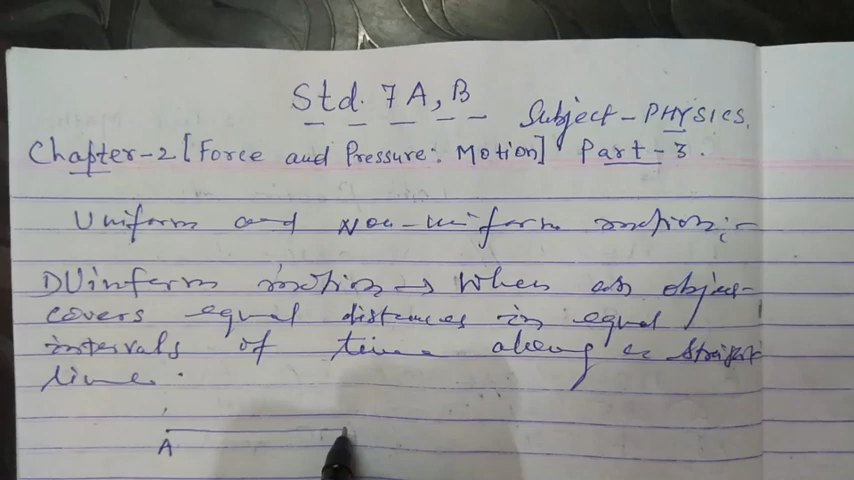 Std. 7 A, B
Subject - PHYSICS.
Chapter-2 [Force and Pressure: Motion] Part-3.
Uniform and Non-uniform motion:-
1) Uniform motion → When an object
covers equal distances in equal
intervals of time along a straight
line.
A